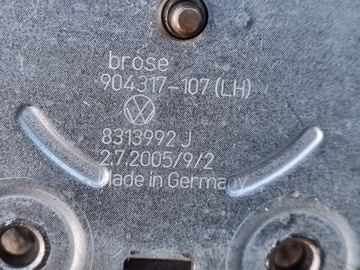 brose
904317-107 (LH)
8313992 J
2.7.2005/9/2
Made in Germany